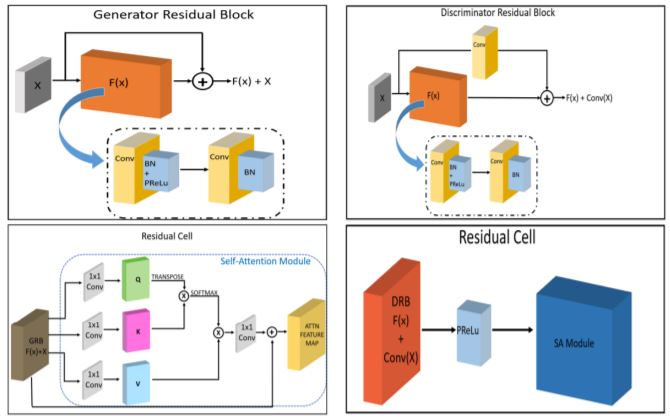 Generator Residual Block
X
F(x)
+
F(x) + X
Conv
BN
+
PReLu
Conv
BN
Discriminator Residual Block
Conv
X
F(x)
+
F(x) + Conv(X)
Conv
BN
+
PReLu
Conv
BN
Residual Cell
Self-Attention Module
GRB
F(x)+X
1x1
Conv
Q
TRANSPOSE
X
SOFTMAX
1x1
Conv
K
X
1x1
Conv
+
ATTN
FEATURE
MAP
1x1
Conv
V
Residual Cell
DRB
F(x)
+
Conv(X)
PReLu
SA Module